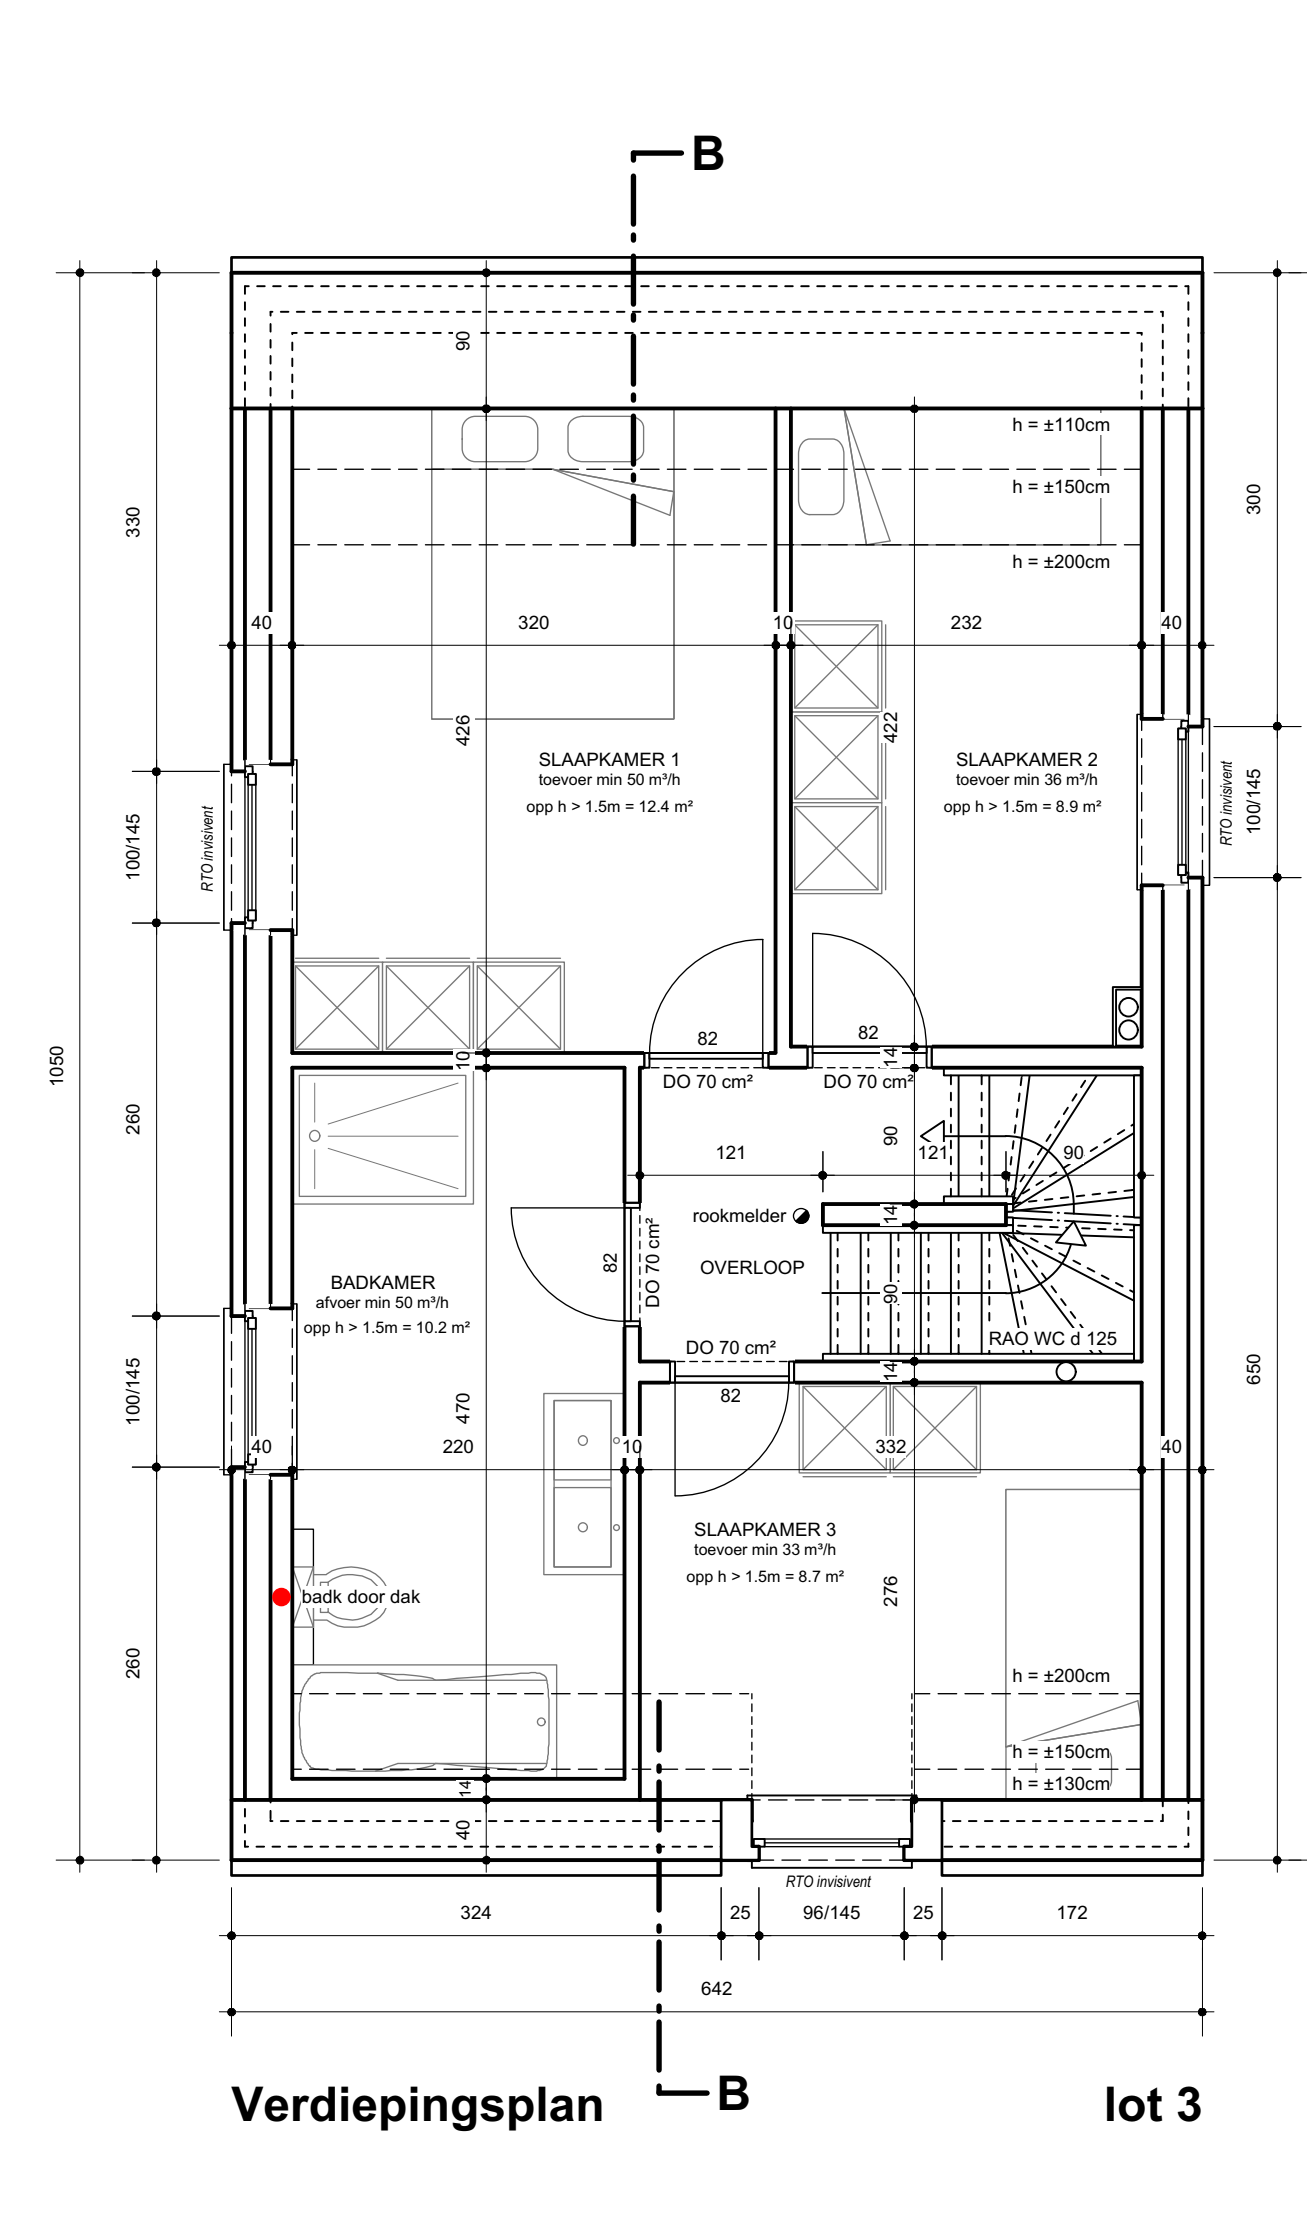 B
90
h = ±110cm
h = ±150cm
h = ±200cm
330
300
40
320
10
232
40
426
422
SLAAPKAMER 1
toevoer min 50 m³/h
opp h > 1.5m = 12.4 m²
SLAAPKAMER 2
toevoer min 36 m³/h
opp h > 1.5m = 8.9 m²
100/145
RTO invisivent
RTO invisivent
100/145
1050
82
82
10
14
DO 70 cm²
DO 70 cm²
260
90
121
121
90
rookmelder
14
OVERLOOP
82
DO 70 cm²
90
BADKAMER
afvoer min 50 m³/h
opp h > 1.5m = 10.2 m²
RAO WC d 125
DO 70 cm²
14
82
100/145
650
470
40
220
10
332
40
SLAAPKAMER 3
toevoer min 33 m³/h
opp h > 1.5m = 8.7 m²
276
badk door dak
260
h = ±200cm
h = ±150cm
h = ±130cm
14
40
RTO invisivent
324
25
96/145
25
172
642
B
Verdiepingsplan
lot 3